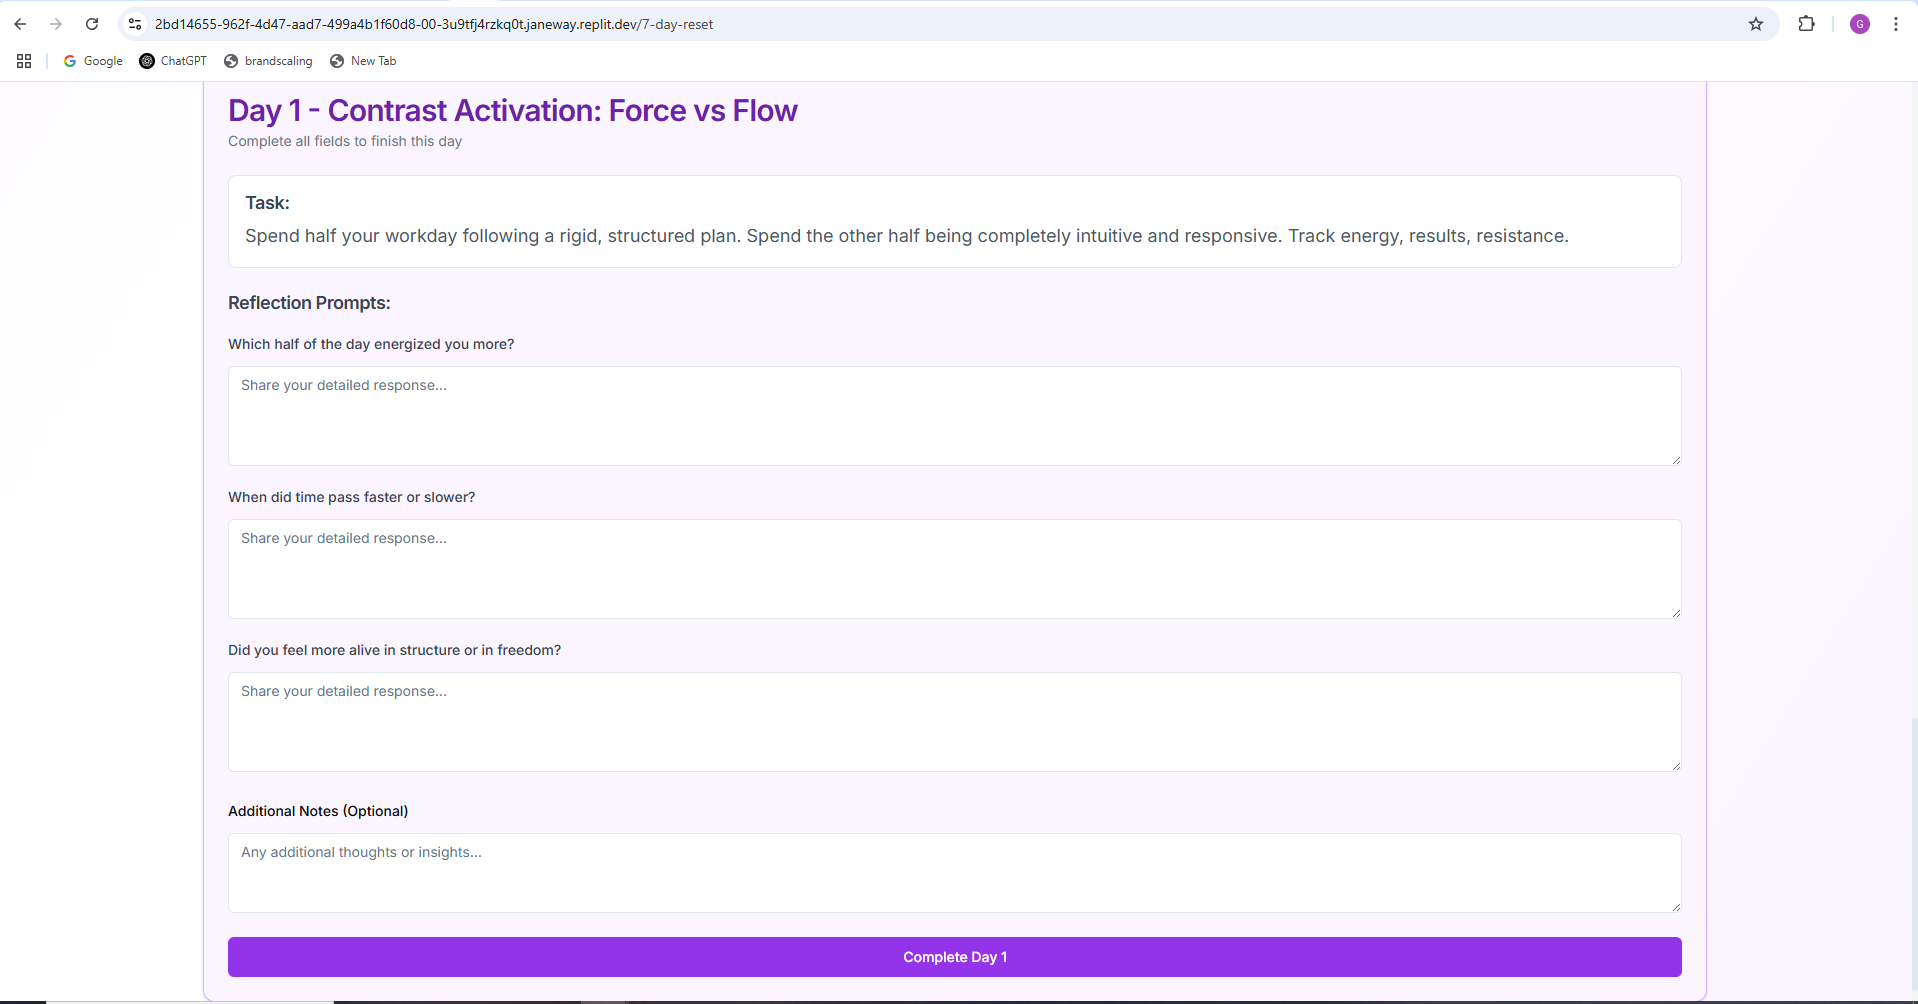 2bd14655-962f-4d47-aad7-499a4b1f60d8-00-3u9tfj4rzkq0t.janeway.replit.dev/7-day-reset
G
Google
ChatGPT
brandscaling
New Tab
Day 1 - Contrast Activation: Force vs Flow
Complete all fields to finish this day
Task:
Spend half your workday following a rigid, structured plan. Spend the other half being completely intuitive and responsive. Track energy, results, resistance.
Reflection Prompts:
Which half of the day energized you more?
Share your detailed response...
When did time pass faster or slower?
Share your detailed response...
Did you feel more alive in structure or in freedom?
Share your detailed response...
Additional Notes (Optional)
Any additional thoughts or insights...
Complete Day 1